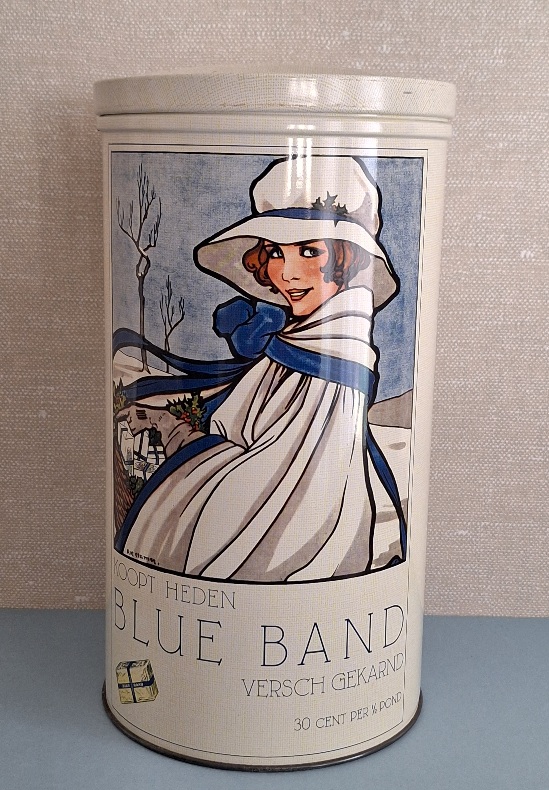 KOOPT HEDEN
BLUE BAND
VERSCH GEKARND
30 CENT PER ½ POND